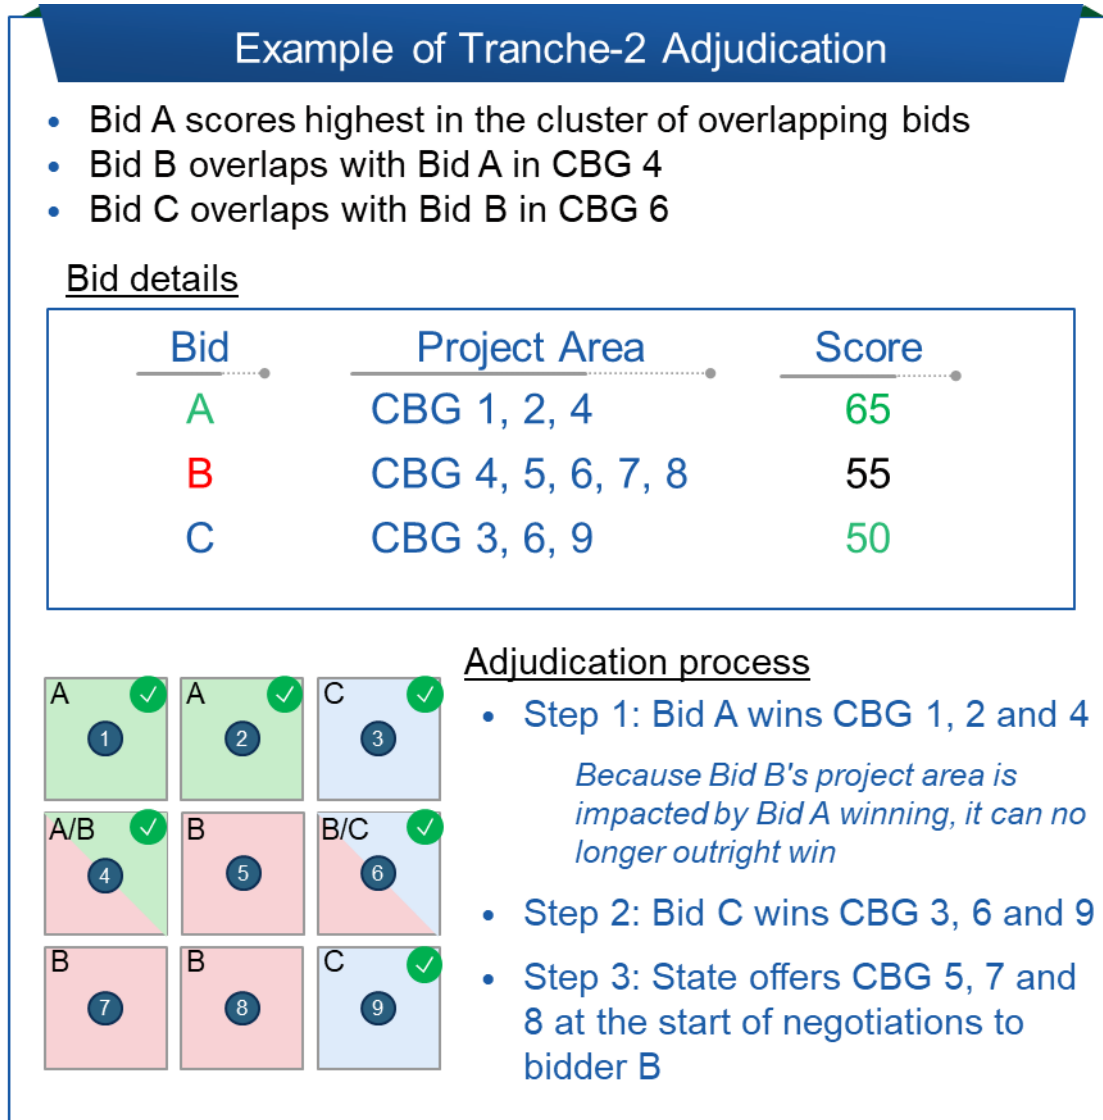 Example of Tranche-2 Adjudication
• Bid A scores highest in the cluster of overlapping bids
• Bid B overlaps with Bid A in CBG 4
• Bid C overlaps with Bid B in CBG 6
Bid details
Bid Project Area Score
A CBG 1, 2, 4 65
B CBG 4, 5, 6, 7, 8 55
C CBG 3, 6, 9 50
A A C
1 2 3
A/B B B/C
4 5 6
B B C
7 8 9
Adjudication process
• Step 1: Bid A wins CBG 1, 2 and 4
Because Bid B's project area is
impacted by Bid A winning, it can no
longer outright win
• Step 2: Bid C wins CBG 3, 6 and 9
• Step 3: State offers CBG 5, 7 and
8 at the start of negotiations to
bidder B